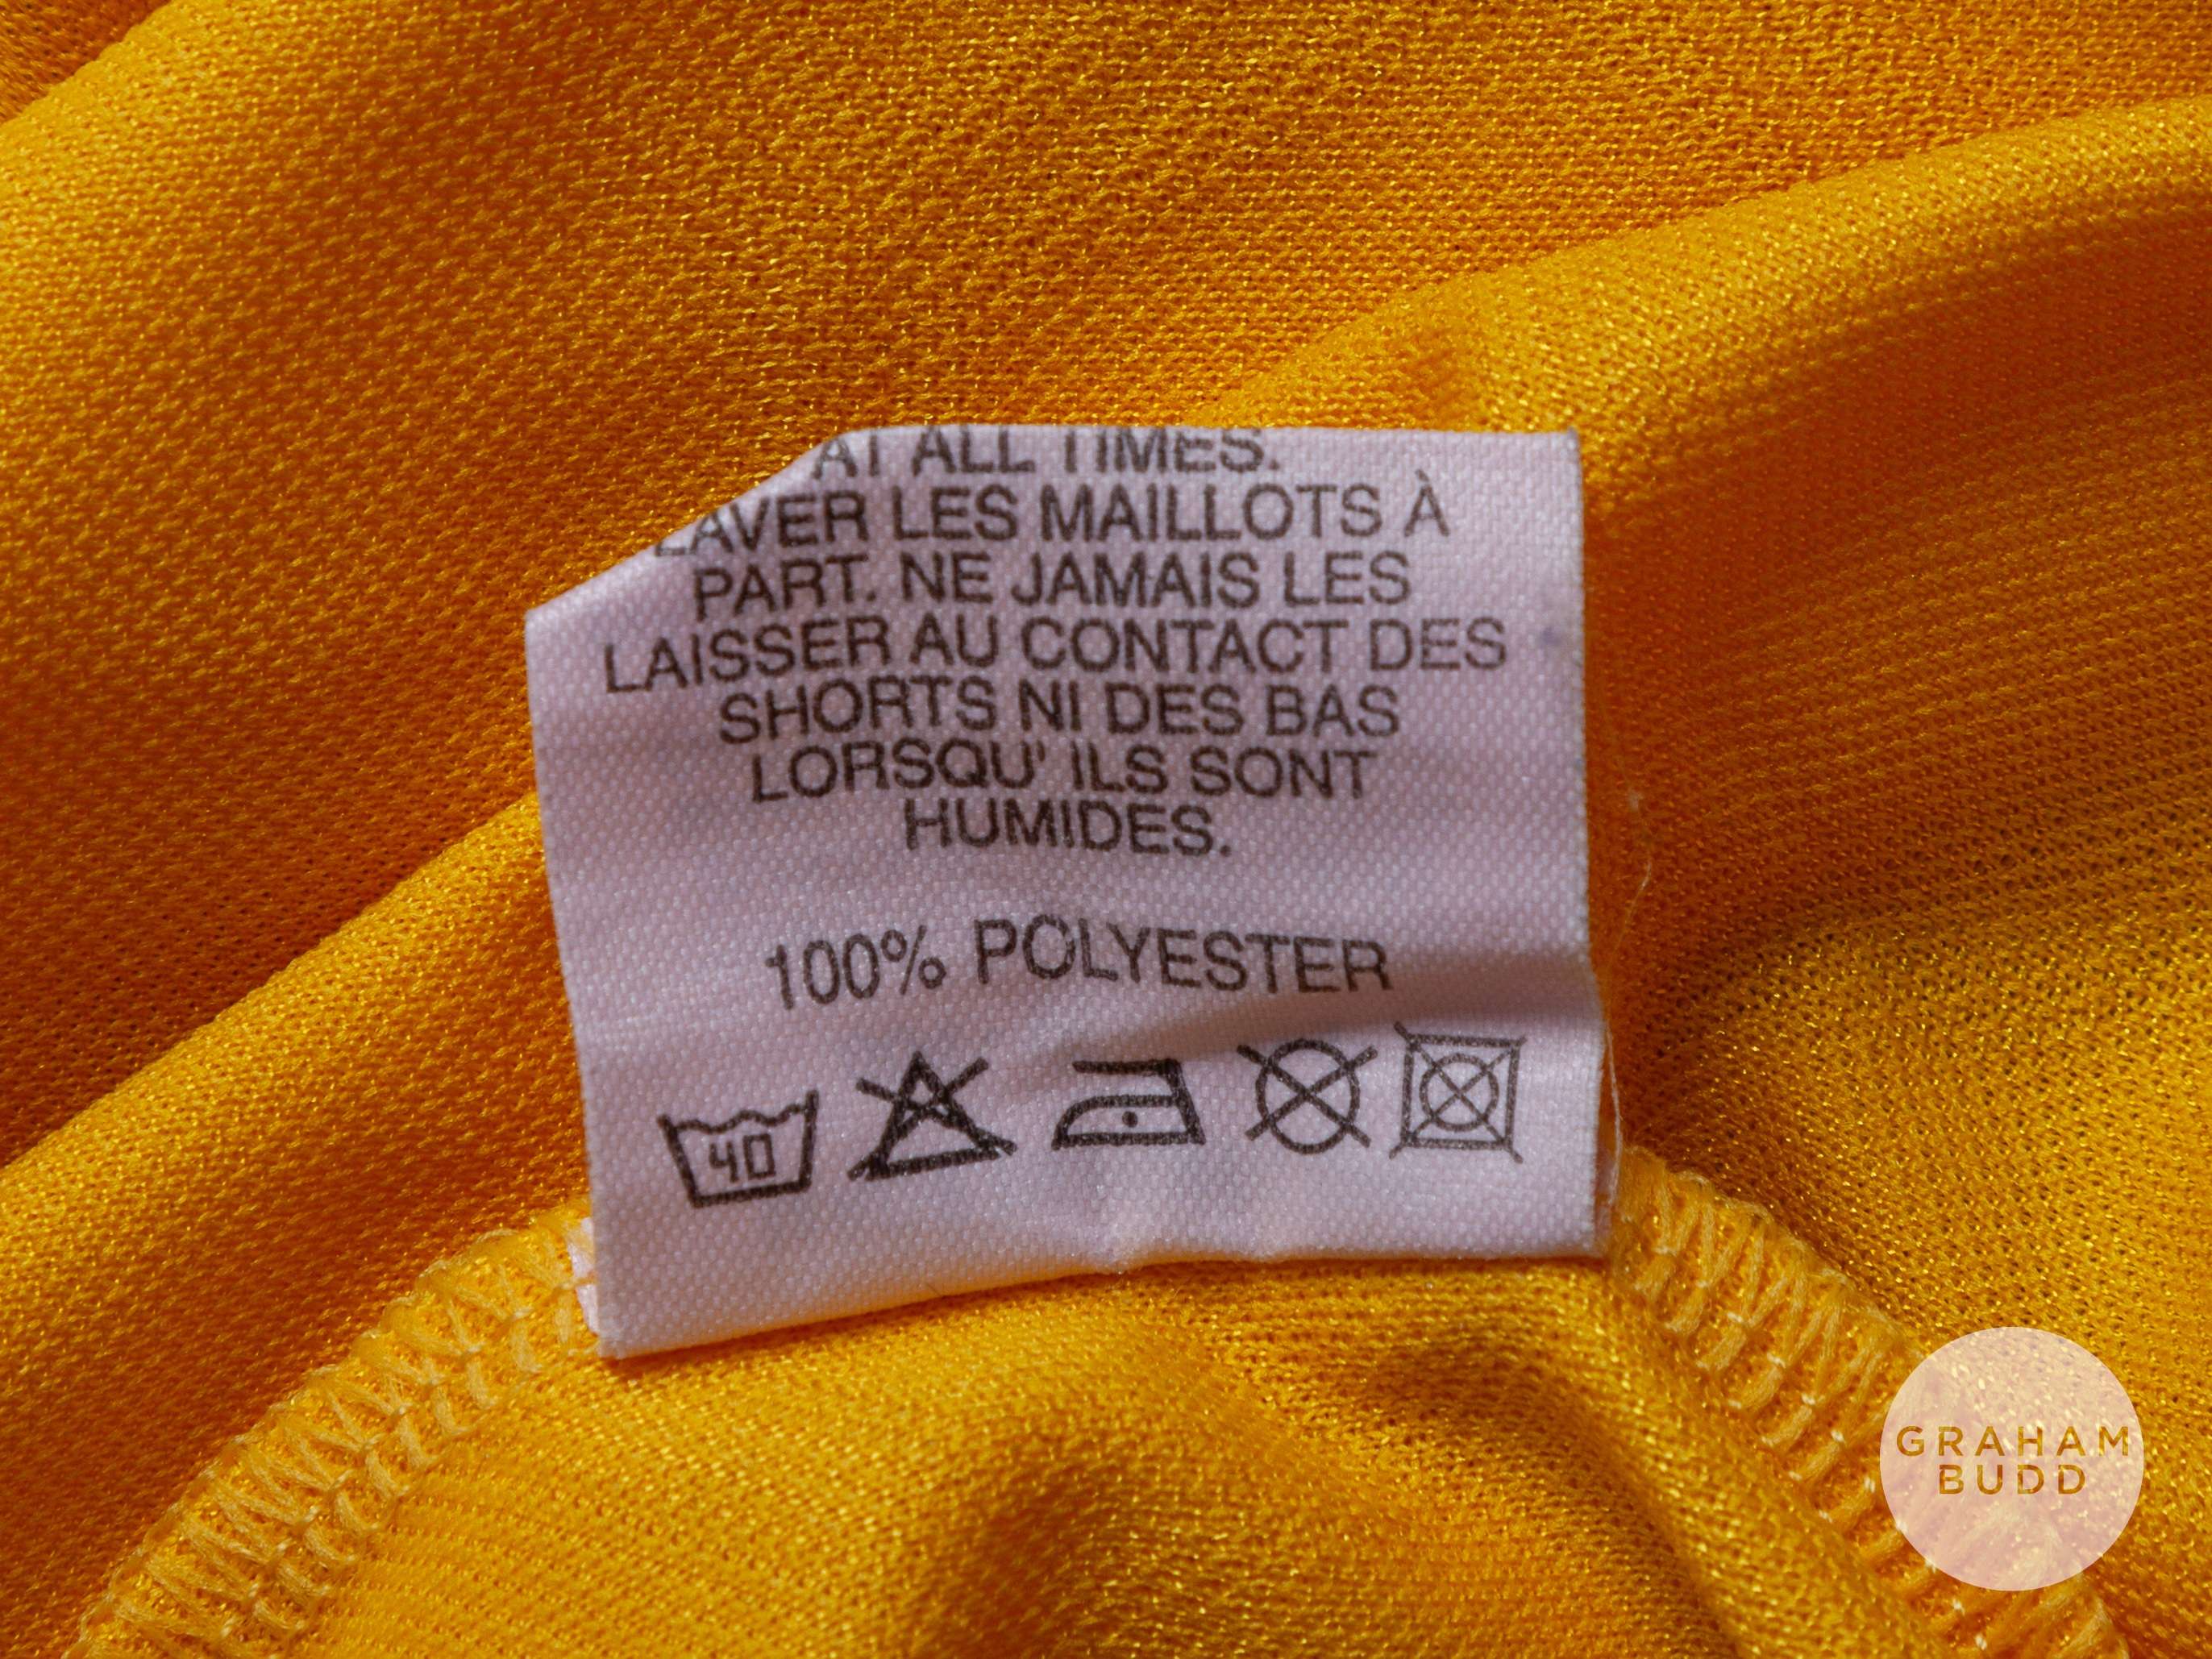 AT ALL TIMES.
LAVER LES MAILLOTS À
PART. NE JAMAIS LES
LAISSER AU CONTACT DES
SHORTS NI DES BAS
LORSQU' ILS SONT
HUMIDES.
100% POLYESTER
40
GRAHAM
BUDD